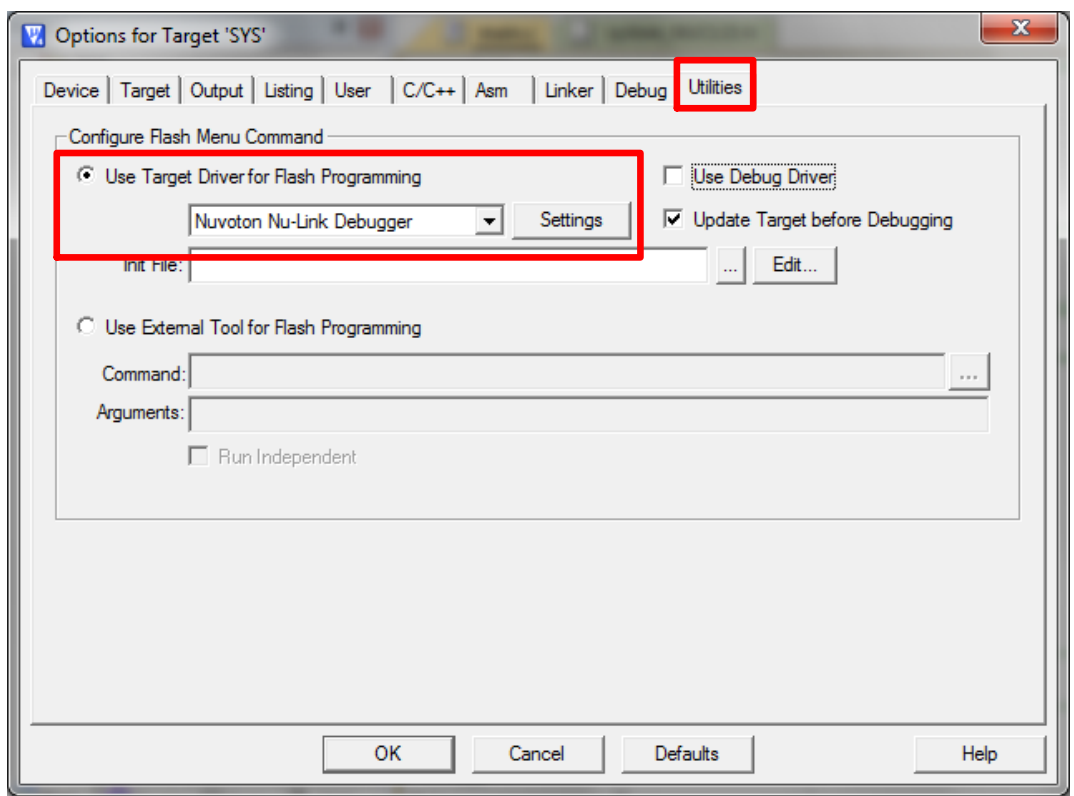 Options for Target 'SYS'
Device Target Output Listing User C/C++ Asm Linker Debug Utilities
Configure Flash Menu Command
Use Target Driver for Flash Programming Use Debug Driver
Nuvoton Nu-Link Debugger Settings Update Target before Debugging
Init File: ... Edit...
Use External Tool for Flash Programming
Command: ...
Arguments:
Run Independent
OK Cancel Defaults Help